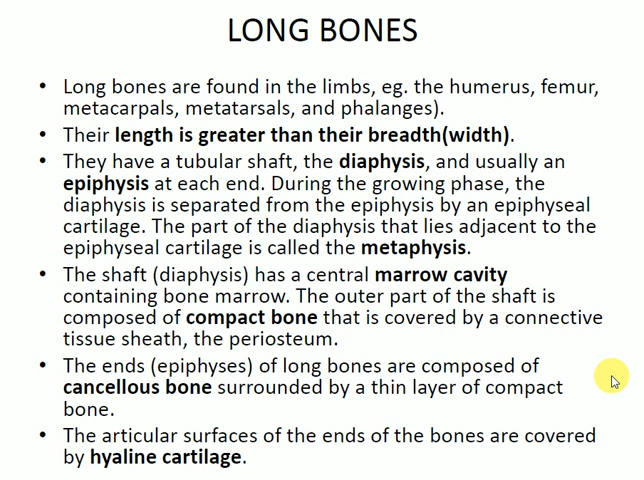 LONG BONES
• Long bones are found in the limbs, eg. the humerus, femur,
metacarpals, metatarsals, and phalanges).
• Their length is greater than their breadth(width).
• They have a tubular shaft, the diaphysis, and usually an
epiphysis at each end. During the growing phase, the
diaphysis is separated from the epiphysis by an epiphyseal
cartilage. The part of the diaphysis that lies adjacent to the
epiphyseal cartilage is called the metaphysis.
• The shaft (diaphysis) has a central marrow cavity
containing bone marrow. The outer part of the shaft is
composed of compact bone that is covered by a connective
tissue sheath, the periosteum.
• The ends (epiphyses) of long bones are composed of
cancellous bone surrounded by a thin layer of compact
bone.
• The articular surfaces of the ends of the bones are covered
by hyaline cartilage.